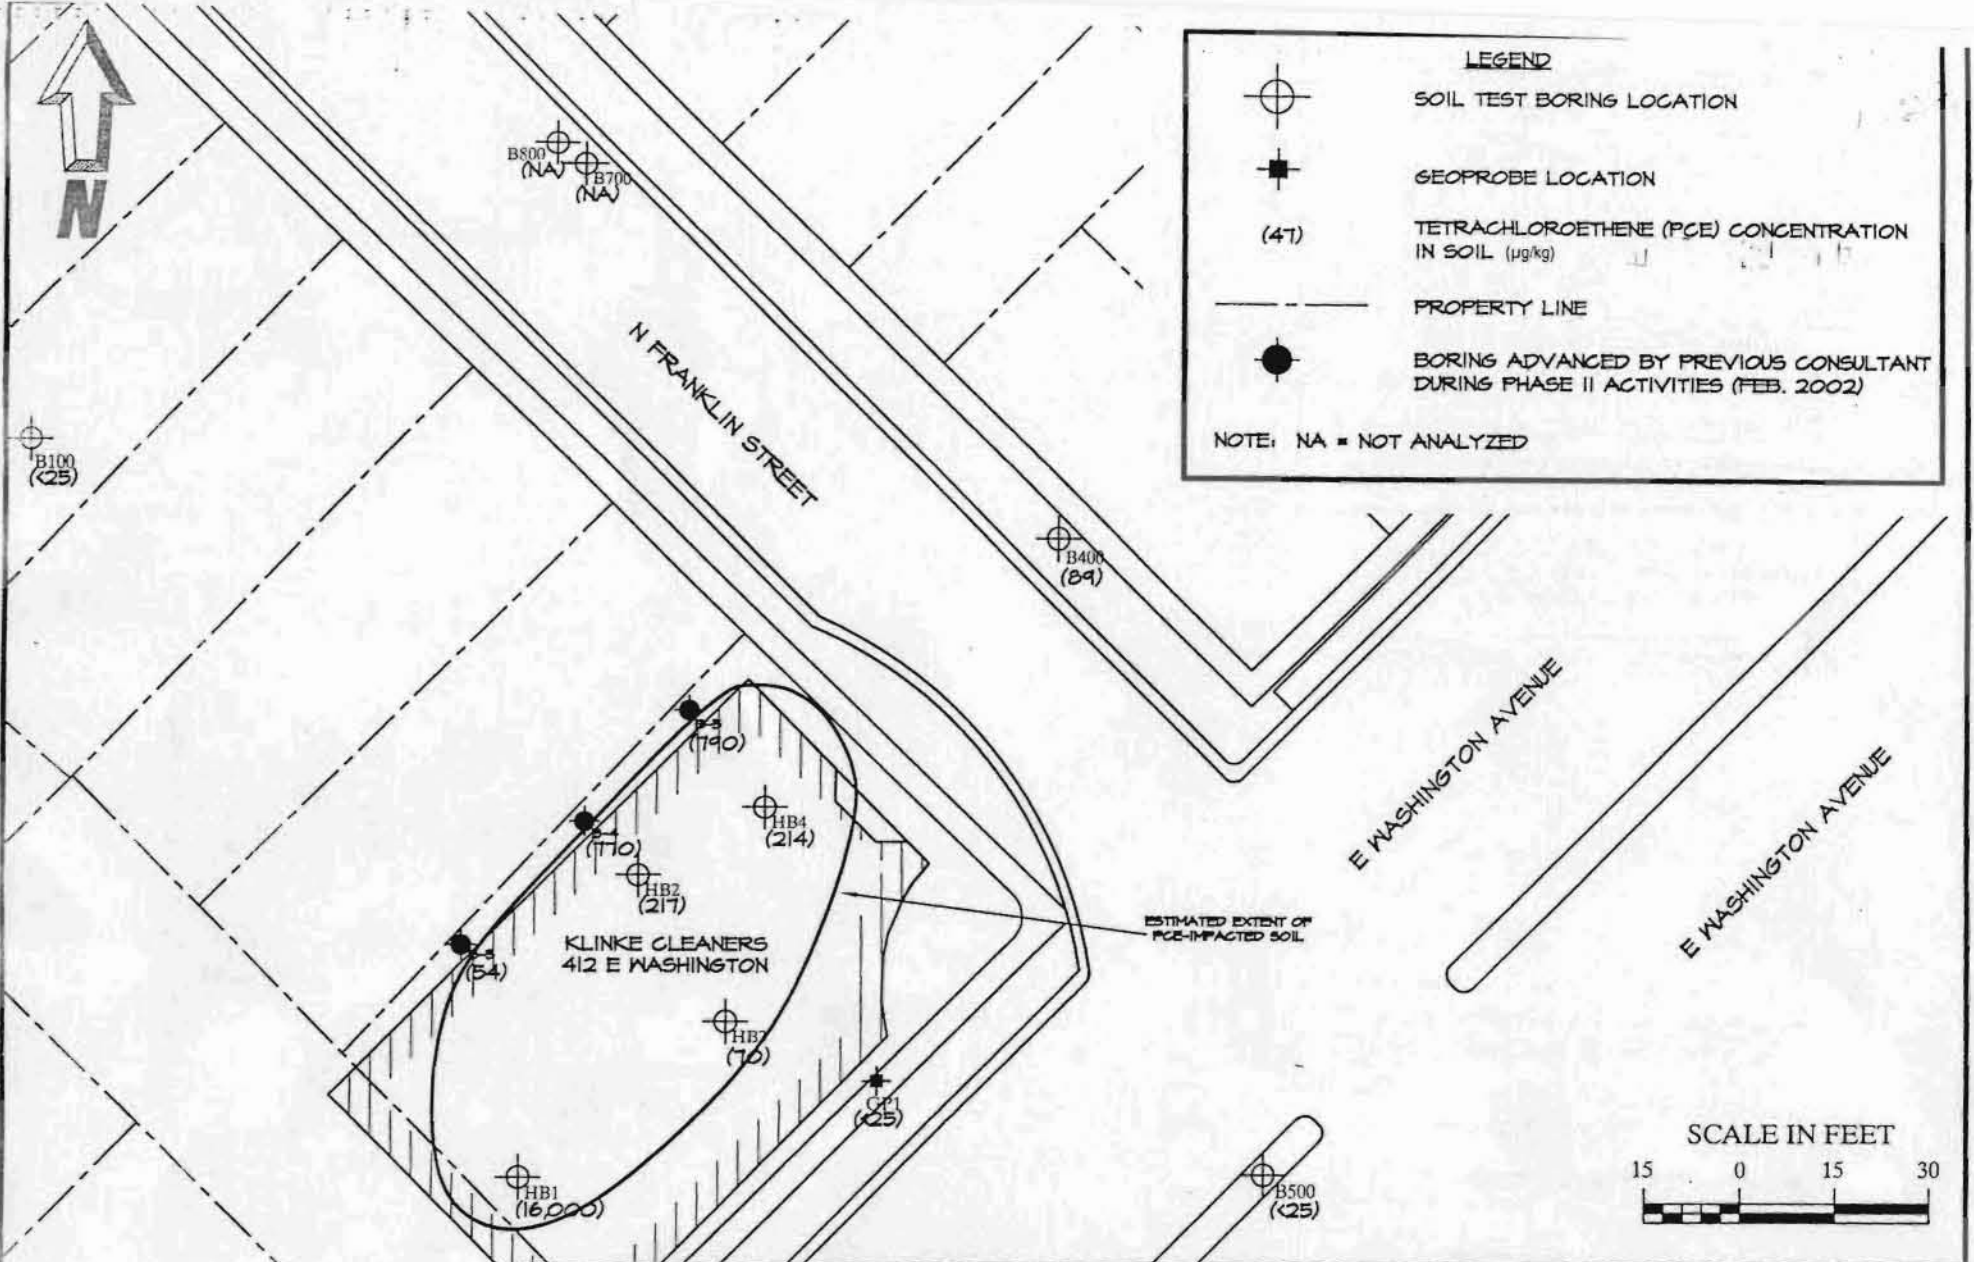 N
LEGEND
SOIL TEST BORING LOCATION
GEOPROBE LOCATION
(47)
TETRACHLOROETHENE (PCE) CONCENTRATION
IN SOIL (µg/kg)
PROPERTY LINE
BORING ADVANCED BY PREVIOUS CONSULTANT
DURING PHASE II ACTIVITIES (FEB. 2002)
NOTE: NA = NOT ANALYZED
B800
(NA)
B700
(NA)
N FRANKLIN STREET
B100
(<25)
B400
(89)
E WASHINGTON AVENUE
E WASHINGTON AVENUE
(790)
HB4
(214)
(770)
HB2
(217)
KLINKE CLEANERS
412 E WASHINGTON
(54)
ESTIMATED EXTENT OF
PCE-IMPACTED SOIL
(70)
GP1
(<25)
HB1
(16,000)
B500
(<25)
SCALE IN FEET
15 0 15 30